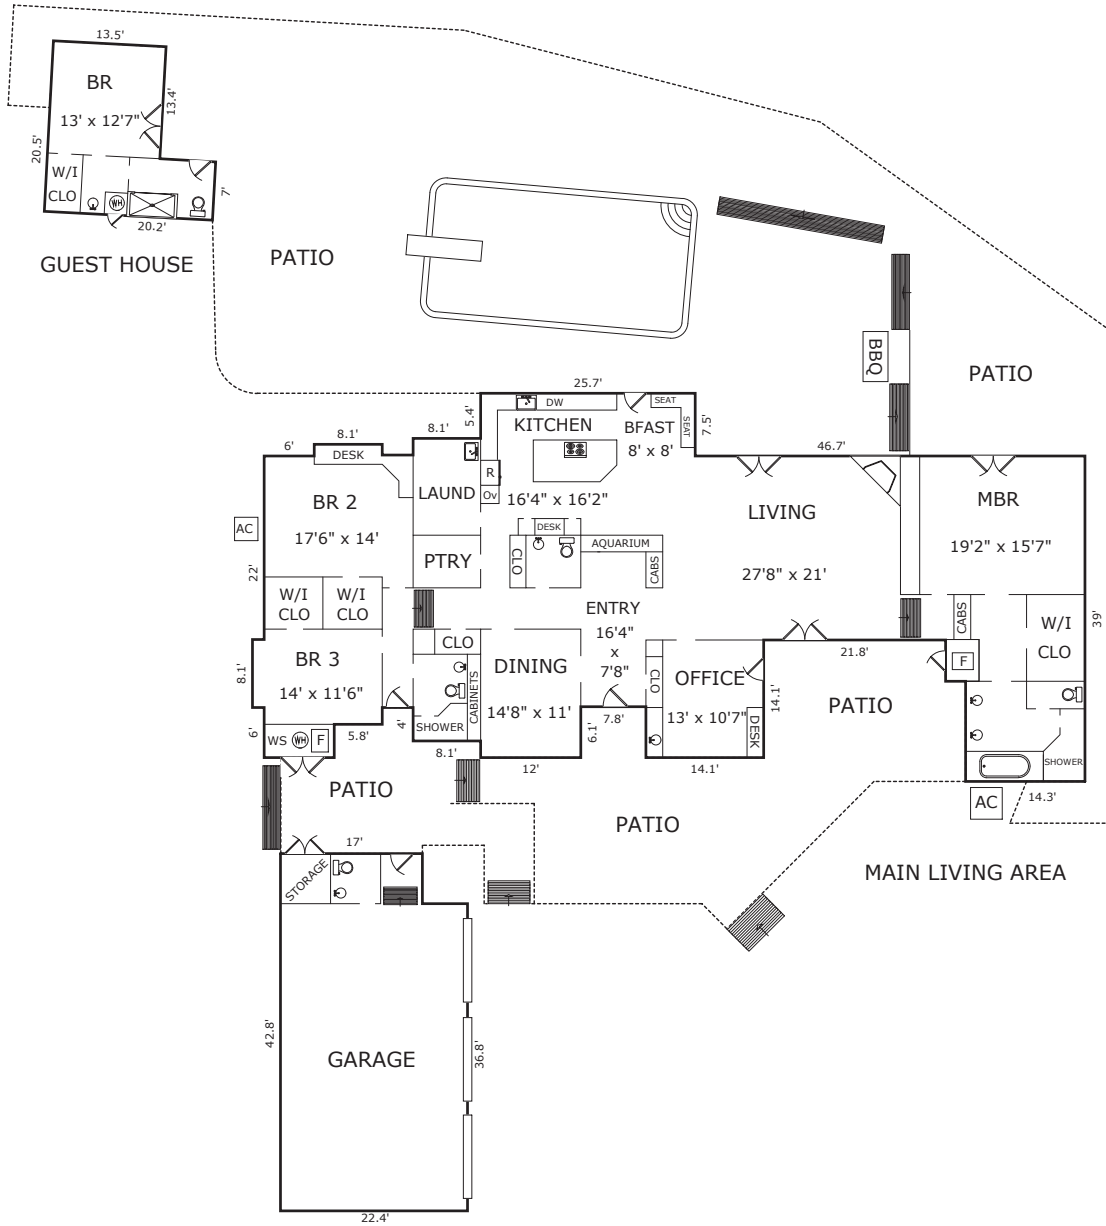 13.5'
BR
13' x 12'7"
13.4'
20.5'
W/I
CLO
WH
7'
20.2'
GUEST HOUSE
PATIO
BBQ
PATIO
25.7'
5.4'
DW
SEAT
SEAT
KITCHEN
BFAST
8' x 8'
7.5'
8.1'
8.1'
6'
46.7'
DESK
R
Ov
LAUND
16'4" x 16'2"
BR 2
17'6" x 14'
LIVING
27'8" x 21'
MBR
19'2" x 15'7"
AC
DESK
CLO
AQUARIUM
CABS
PTRY
22'
W/I
CLO
W/I
CLO
ENTRY
16'4"
x
7'8"
CABS
W/I
CLO
39'
CLO
21.8'
F
BR 3
14' x 11'6"
8.1'
DINING
14'8" x 11'
CABINETS
SHOWER
CLO
OFFICE
13' x 10'7"
DESK
14.1'
PATIO
6'
WS
WH
F
5.8'
4'
8.1'
12'
6.1'
7.8'
14.1'
SHOWER
14.3'
AC
PATIO
PATIO
MAIN LIVING AREA
17'
STORAGE
42.8'
GARAGE
36.8'
22.4'